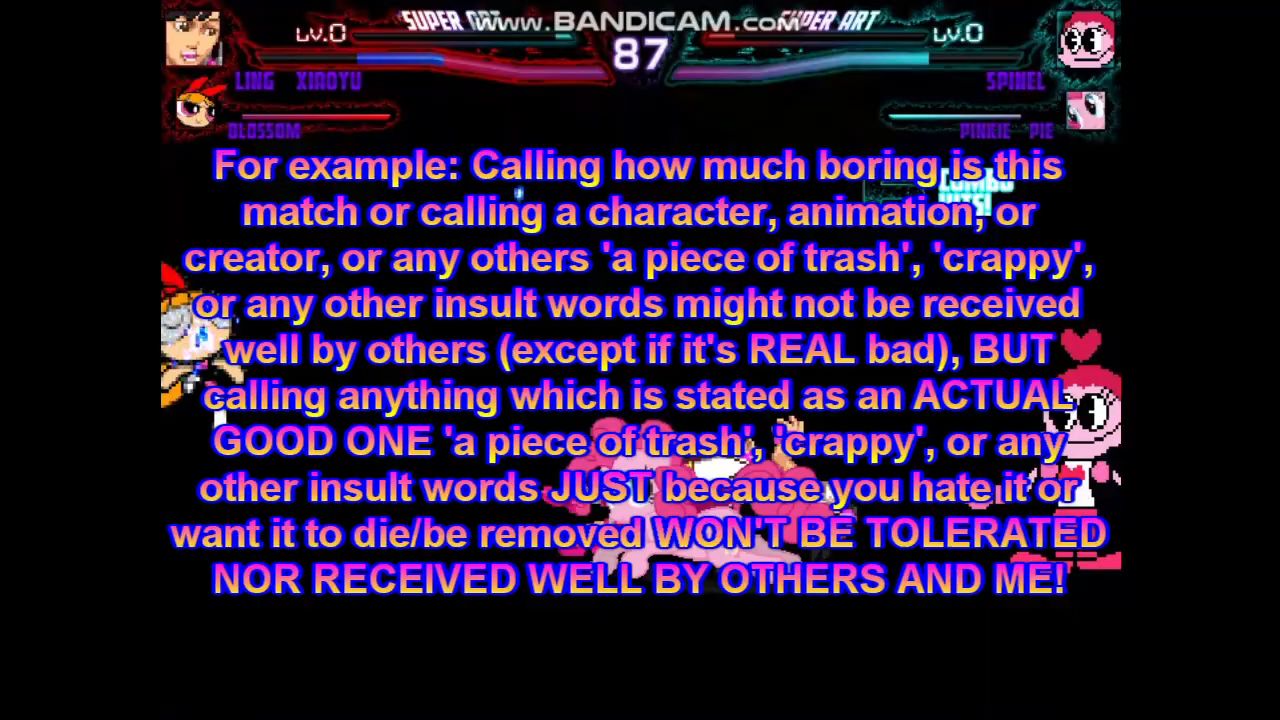 SUPER ART www.BANDICAM.com SUPER ART
LV.0 87 LV.0
LING XIAOYU SPINEL
BLOSSOM PINKIE PIE
For example: Calling how much boring is this
match or calling a character, animation, or
creator, or any others 'a piece of trash', 'crappy',
or any other insult words might not be received
well by others (except if it's REAL bad), BUT
calling anything which is stated as an ACTUAL
GOOD ONE 'a piece of trash', 'crappy', or any
other insult words JUST because you hate it or
want it to die/be removed WON'T BE TOLERATED
NOR RECEIVED WELL BY OTHERS AND ME!